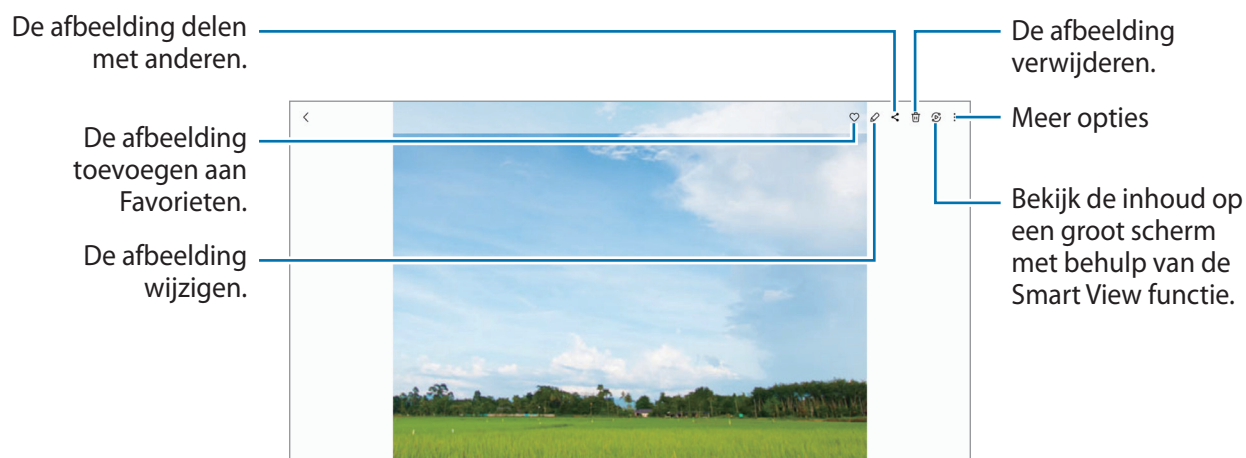 De afbeelding delen
met anderen.
De afbeelding
toevoegen aan
Favorieten.
De afbeelding
wijzigen.
De afbeelding
verwijderen.
Meer opties
Bekijk de inhoud op
een groot scherm
met behulp van de
Smart View functie.